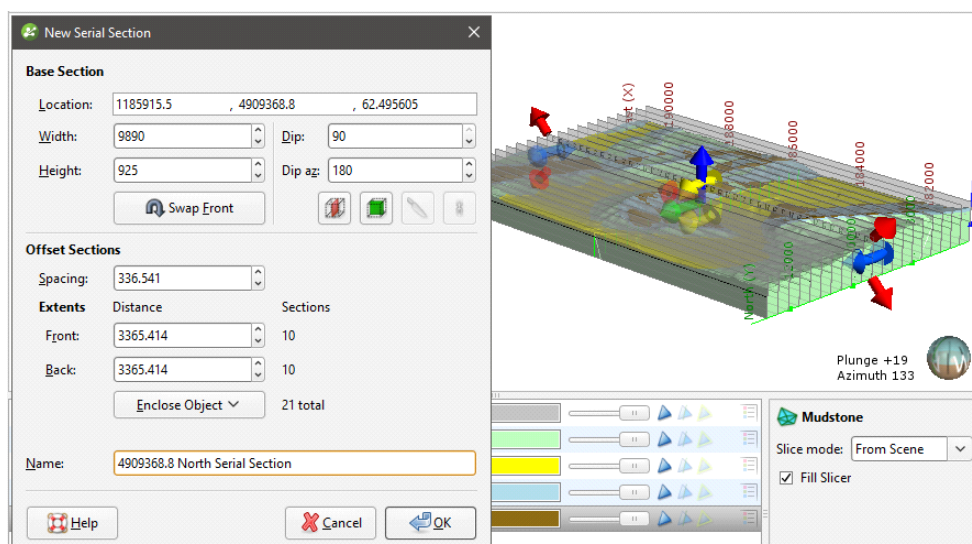 New Serial Section
Base Section
Location: 1185915.5 , 4909368.8 , 62.495605
Width: 9890 Dip: 90
Height: 925 Dip az: 180
Swap Front
Offset Sections
Spacing: 336.541
Extents Distance Sections
Front: 3365.414 10
Back: 3365.414 10
Enclose Object 21 total
Name: 4909368.8 North Serial Section
Help Cancel OK
ast (X)
190000
188000
184000
182000
North (Y)
12000
Plunge +19
Azimuth 133
Mudstone
Slice mode: From Scene
Fill Slicer